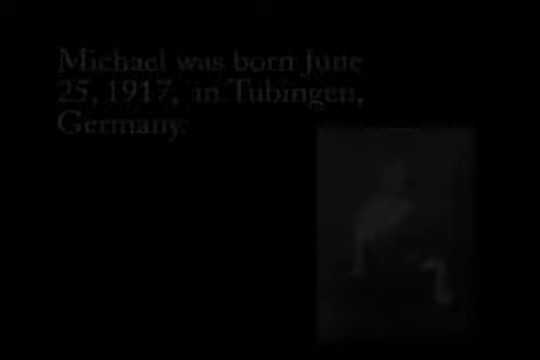 Michael was born June
25, 1917, in Tubingen,
Germany.